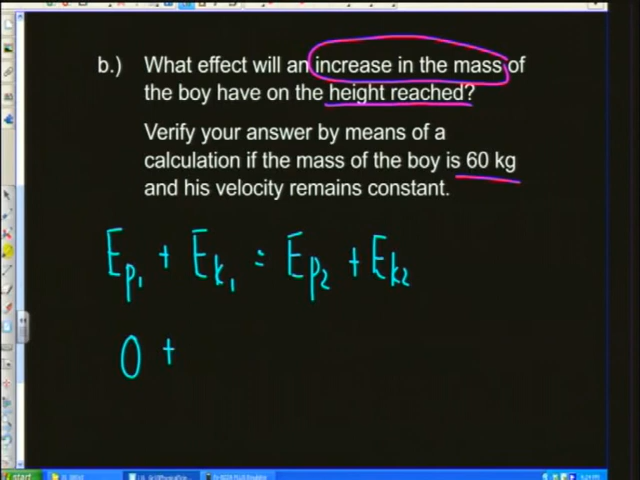 b.) What effect will an increase in the mass of
the boy have on the height reached?
Verify your answer by means of a
calculation if the mass of the boy is 60 kg
and his velocity remains constant.
Ep1 + Ek1 = Ep2 + Ek2
0 +
start